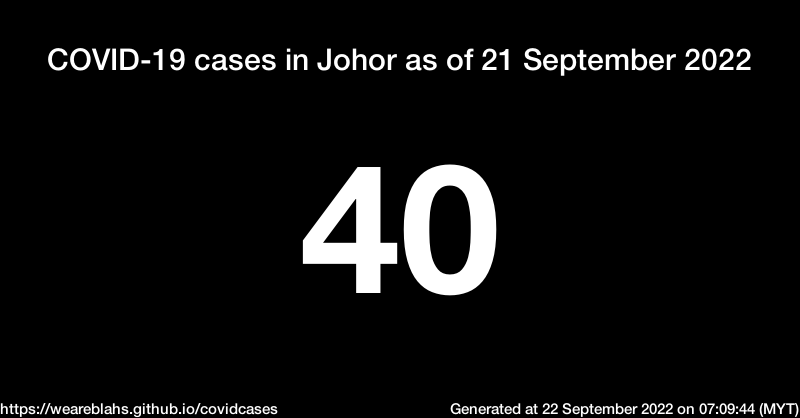 COVID-19 cases in Johor as of 21 September 2022
40
https://weareblahs.github.io/covidcases
Generated at 22 September 2022 on 07:09:44 (MYT)